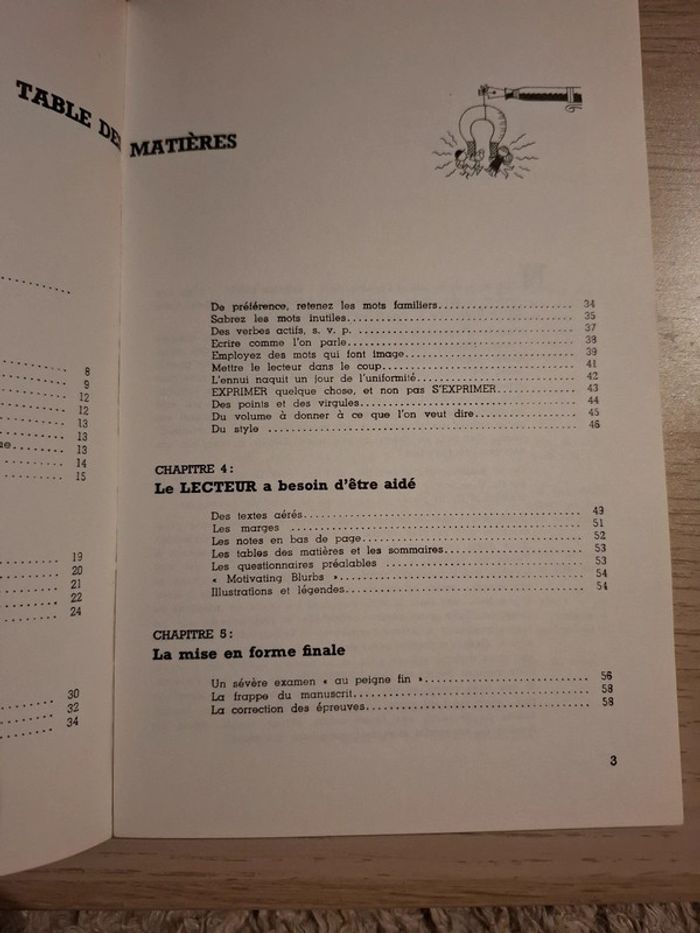 TABLE DES MATIÈRES
8
9
12
12
13
13
13
14
15
19
20
21
22
24
30
32
34
De préférence, retenez les mots familiers 34
Sabrez les mots inutiles 35
Des verbes actifs, s. v. p. 37
Ecrire comme l'on parle 38
Employez des mots qui font image 39
Mettre le lecteur dans le coup 41
L'ennui naquit un jour de l'uniformité 42
EXPRIMER quelque chose, et non pas S'EXPRIMER 43
Des points et des virgules 44
Du volume à donner à ce que l'on veut dire 45
Du style 46
CHAPITRE 4 :
Le LECTEUR a besoin d'être aidé
Des textes aérés 49
Les marges 51
Les notes en bas de page 52
Les tables des matières et les sommaires 53
Les questionnaires préalables 53
« Motivating Blurbs » 54
Illustrations et légendes 54
CHAPITRE 5 :
La mise en forme finale
Un sévère examen « au peigne fin » 56
La frappe du manuscrit 58
La correction des épreuves 58
3